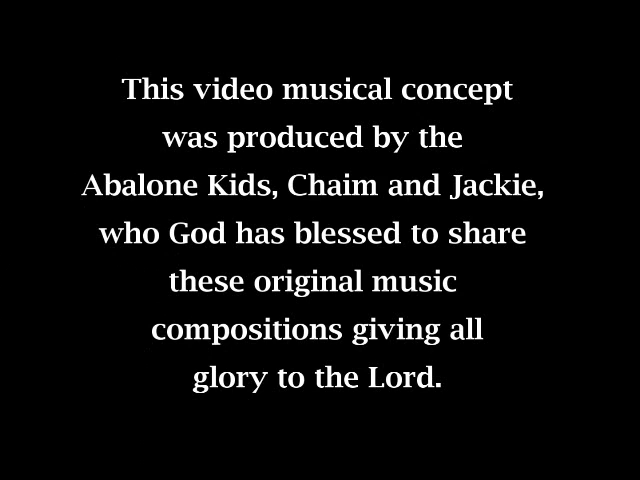 This video musical concept
was produced by the
Abalone Kids, Chaim and Jackie,
who God has blessed to share
these original music
compositions giving all
glory to the Lord.